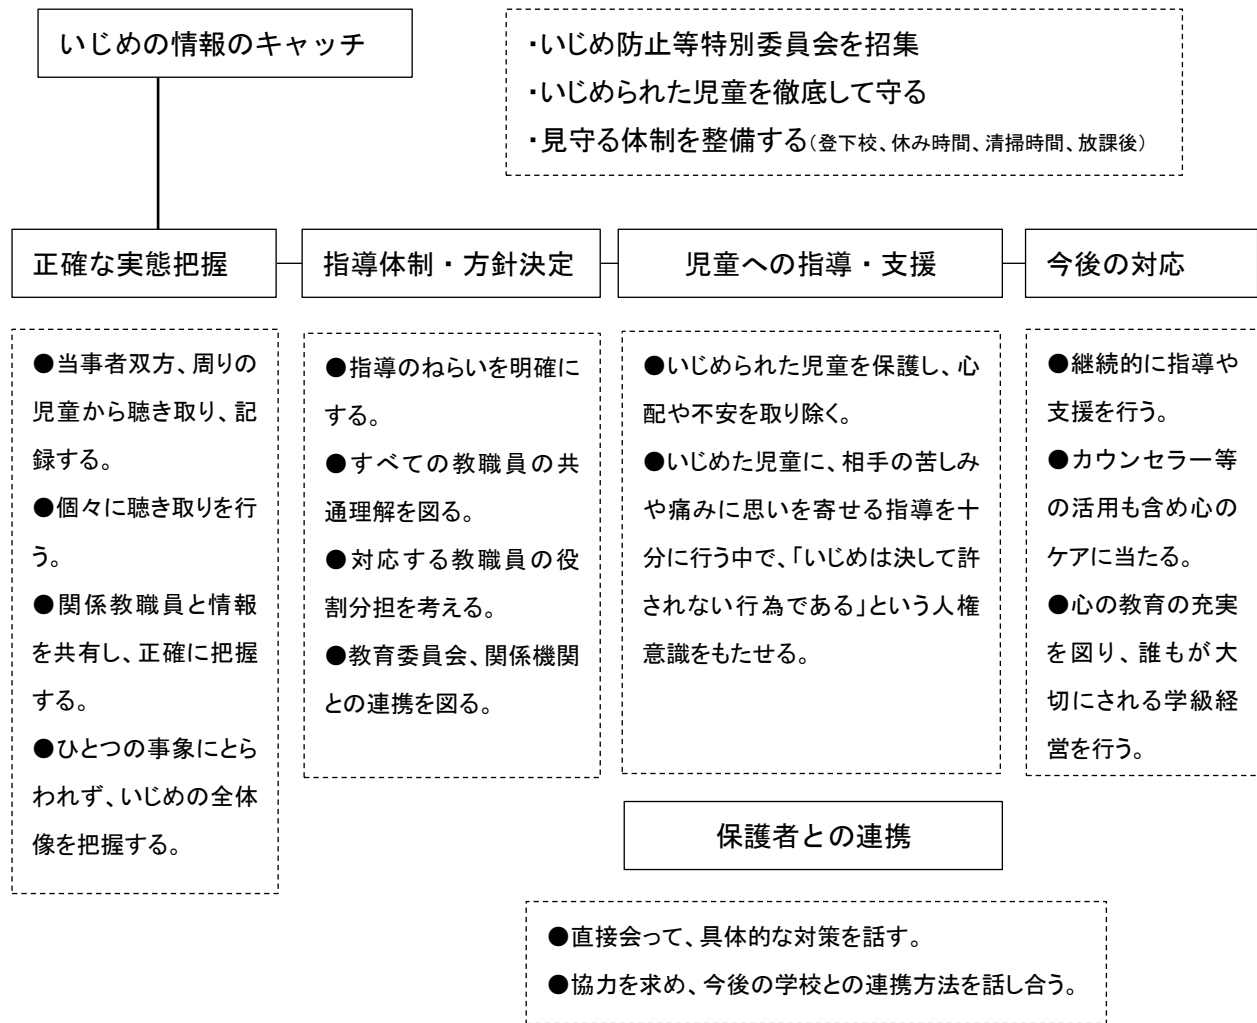 いじめの情報のキャッチ
・いじめ防止等特別委員会を招集
・いじめられた児童を徹底して守る
・見守る体制を整備する（登下校、休み時間、清掃時間、放課後）
正確な実態把握
指導体制・方針決定
児童への指導・支援
今後の対応
●当事者双方、周りの
児童から聴き取り、記
録する。
●個々に聴き取りを行
う。
●関係教職員と情報
を共有し、正確に把握
する。
●ひとつの事象にとら
われず、いじめの全体
像を把握する。
●指導のねらいを明確に
する。
●すべての教職員の共
通理解を図る。
●対応する教職員の役
割分担を考える。
●教育委員会、関係機関
との連携を図る。
●いじめられた児童を保護し、心
配や不安を取り除く。
●いじめた児童に、相手の苦しみ
や痛みに思いを寄せる指導を十
分に行う中で、「いじめは決して許
されない行為である」という人権
意識をもたせる。
●継続的に指導や
支援を行う。
●カウンセラー等
の活用も含め心の
ケアに当たる。
●心の教育の充実
を図り、誰もが大
切にされる学級経
営を行う。
保護者との連携
●直接会って、具体的な対策を話す。
●協力を求め、今後の学校との連携方法を話し合う。